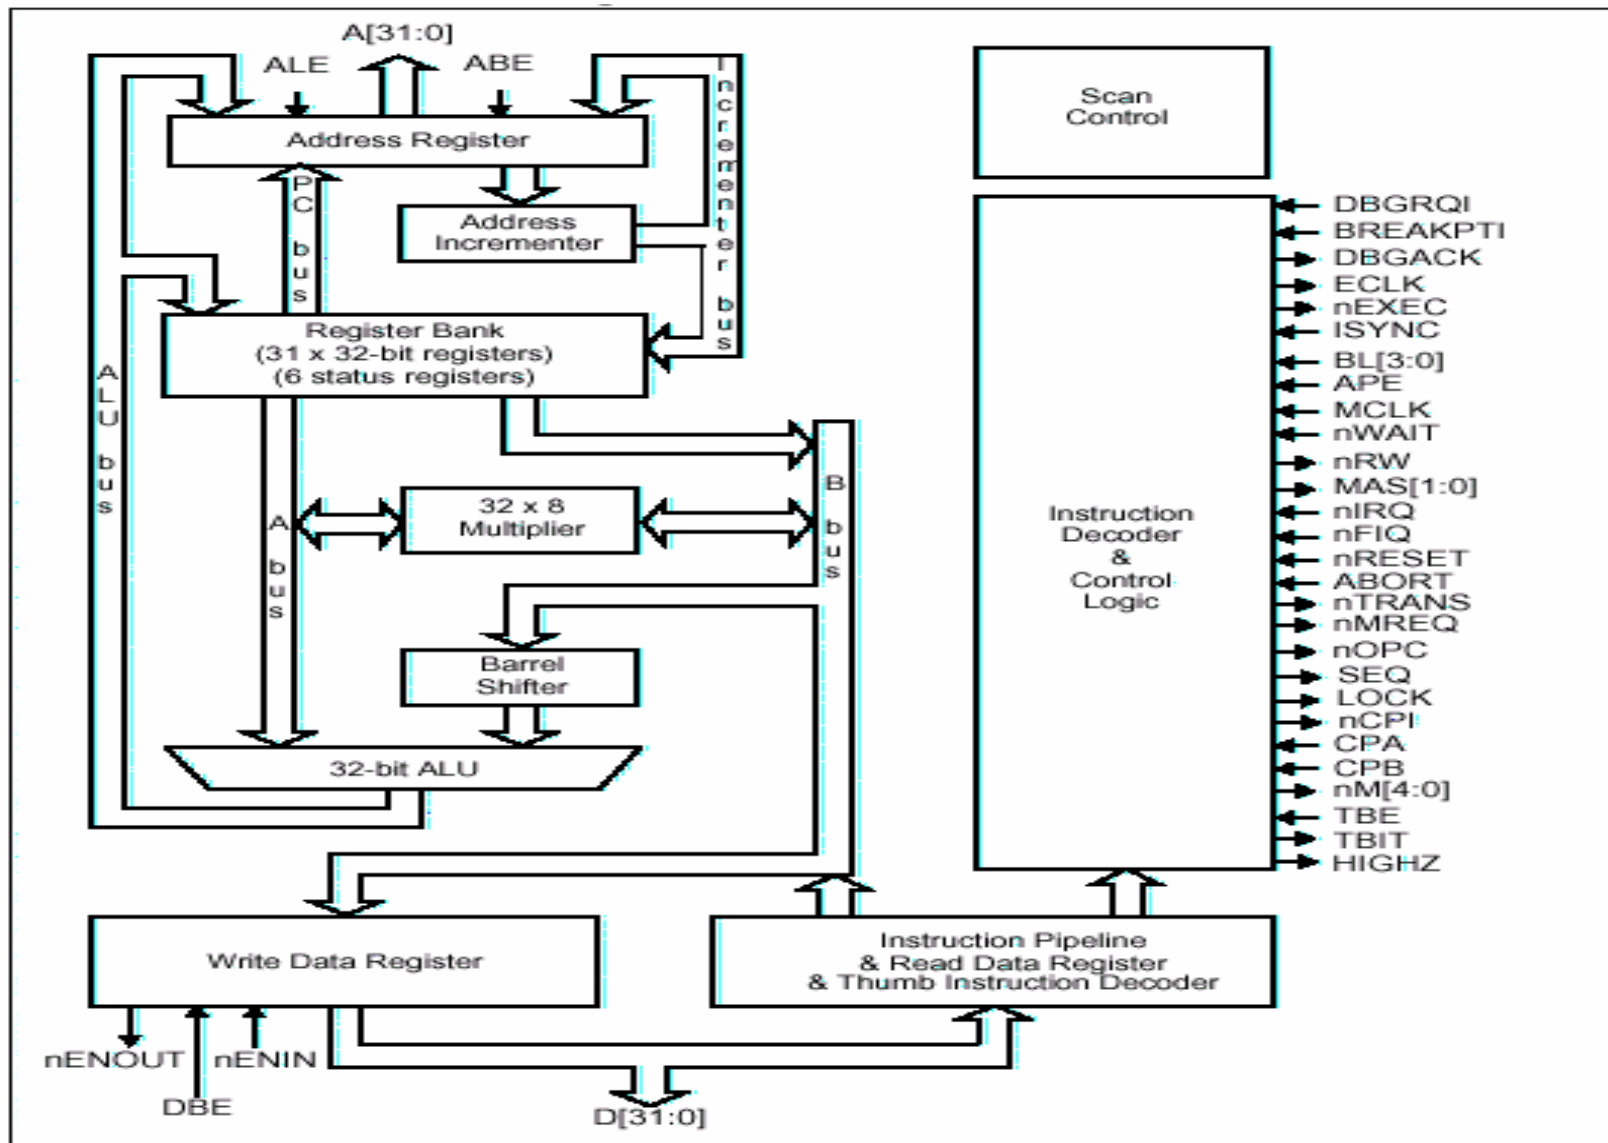 A[31:0]
ALE
ABE
Address Register
Incrementer bus
PC bus
Address
Incrementer
Register Bank
(31 x 32-bit registers)
(6 status registers)
ALU bus
A bus
B bus
32 x 8
Multiplier
Barrel
Shifter
32-bit ALU
Write Data Register
Instruction Pipeline
& Read Data Register
& Thumb Instruction Decoder
nENOUT
nENIN
DBE
D[31:0]
Scan
Control
Instruction
Decoder
&
Control
Logic
DBGRQI
BREAKPTI
DBGACK
ECLK
nEXEC
ISYNC
BL[3:0]
APE
MCLK
nWAIT
nRW
MAS[1:0]
nIRQ
nFIQ
nRESET
ABORT
nTRANS
nMREQ
nOPC
SEQ
LOCK
nCPI
CPA
CPB
nM[4:0]
TBE
TBIT
HIGHZ